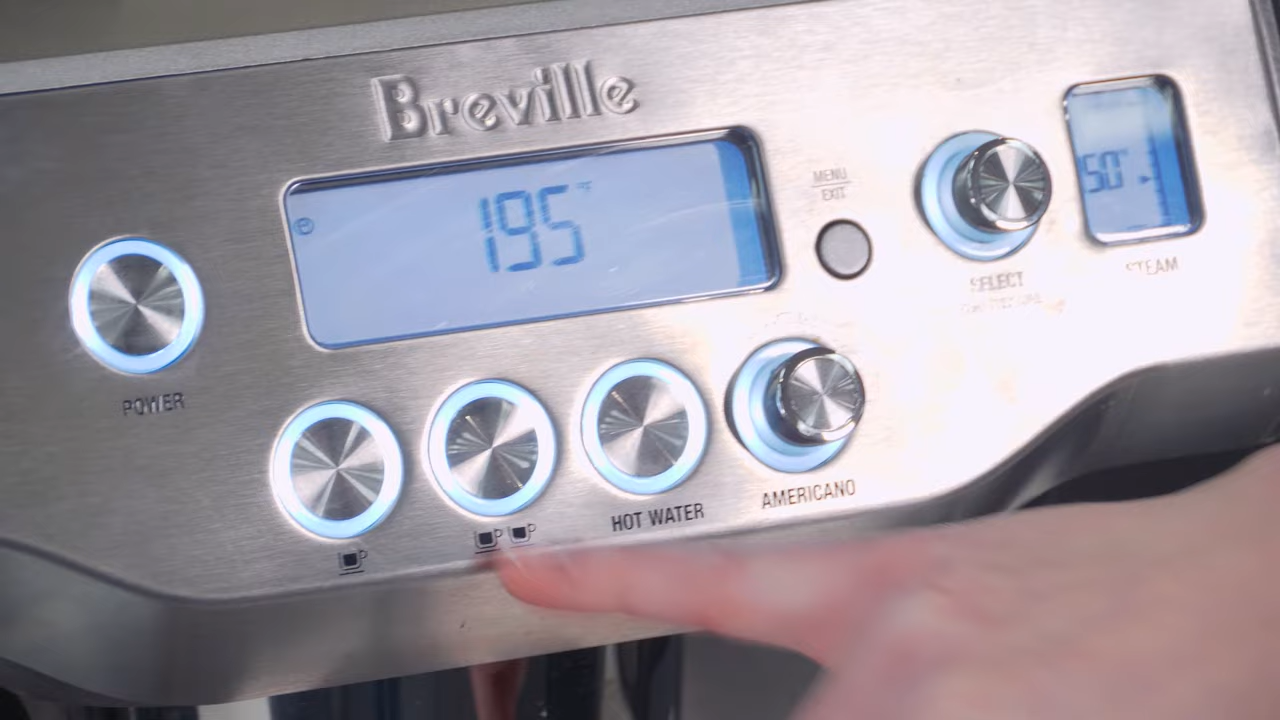 Breville
195°F
MENU
EXIT
50"
SELECT
STEAM
POWER
HOT WATER
AMERICANO